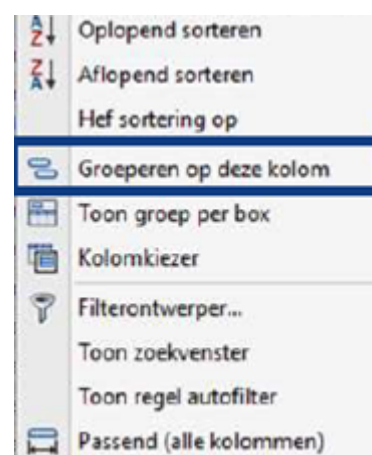 Oplopend sorteren
Aflopend sorteren
Hef sortering op
Groeperen op deze kolom
Toon groep per box
Kolomkiezer
Filterontwerper...
Toon zoekvenster
Toon regel autofilter
Passend (alle kolommen)